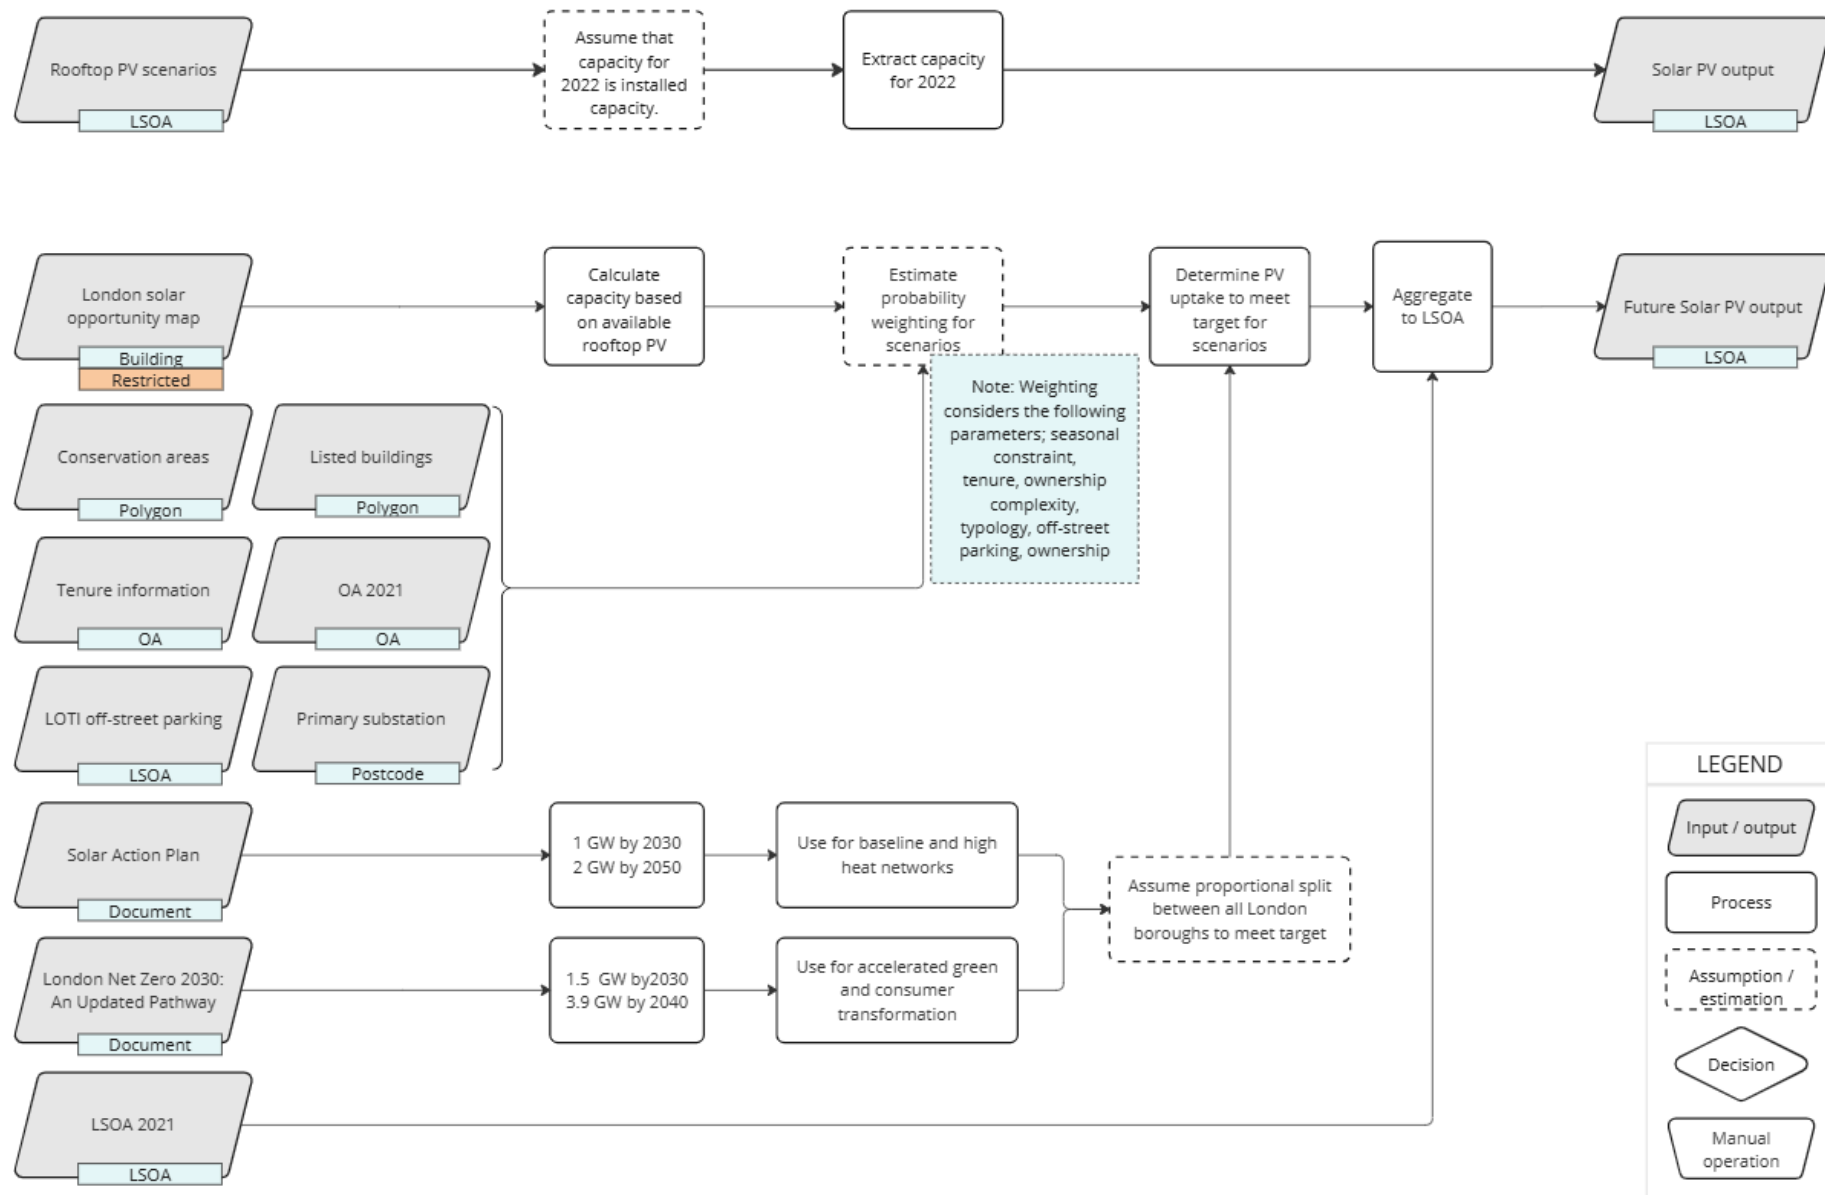 Rooftop PV scenarios
LSOA
Assume that
capacity for
2022 is installed
capacity.
Extract capacity
for 2022
Solar PV output
LSOA
London solar
opportunity map
Building
Restricted
Calculate
capacity based
on available
rooftop PV
Estimate
probability
weighting for
scenarios
Determine PV
uptake to meet
target for
scenarios
Aggregate
to LSOA
Future Solar PV output
LSOA
Note: Weighting
considers the following
parameters; seasonal
constraint,
tenure, ownership
complexity,
typology, off-street
parking, ownership
Conservation areas
Polygon
Listed buildings
Polygon
Tenure information
OA
OA 2021
OA
LOTI off-street parking
LSOA
Primary substation
Postcode
Solar Action Plan
Document
1 GW by 2030
2 GW by 2050
Use for baseline and high
heat networks
Assume proportional split
between all London
boroughs to meet target
London Net Zero 2030:
An Updated Pathway
Document
1.5  GW by2030
3.9 GW by 2040
Use for accelerated green
and consumer
transformation
LSOA 2021
LSOA
LEGEND
Input / output
Process
Assumption /
estimation
Decision
Manual
operation